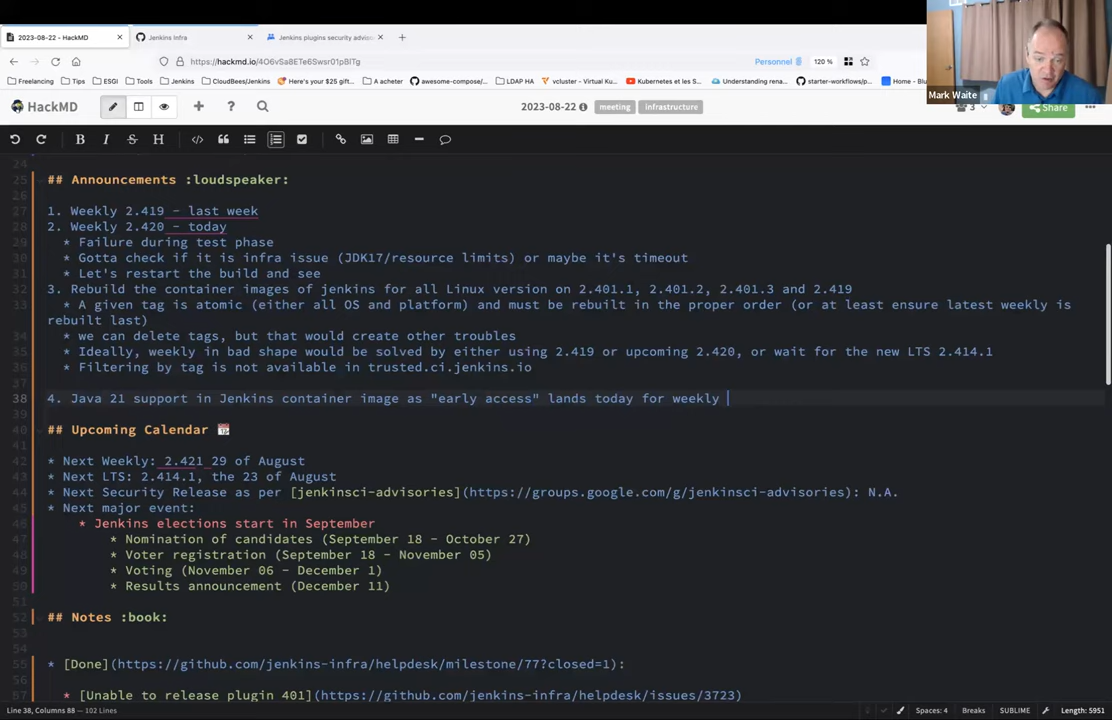 2023-08-22 - HackMD
Jenkins Infra
Jenkins plugins security adviso
https://hackmd.io/4O6vSa8ETe6Swsr01pBITg
Personnel
120 %
Freelancing
Tips
ESGI
Tools
Jenkins
CloudBees/Jenkins
Here's your $25 gift...
A acheter
awesome-compose/...
LDAP HA
vcluster - Virtual Ku...
Kubernetes et les S...
Understanding rena...
starter-workflows/p...
Home - Blu
Mark Waite
HackMD
2023-08-22
meeting
infrastructure
3
Share
24
25 ## Announcements :loudspeaker:
26
27 1. Weekly 2.419 - last week
28 2. Weekly 2.420 - today
29 * Failure during test phase
30 * Gotta check if it is infra issue (JDK17/resource limits) or maybe it's timeout
31 * Let's restart the build and see
32 3. Rebuild the container images of jenkins for all Linux version on 2.401.1, 2.401.2, 2.401.3 and 2.419
33 * A given tag is atomic (either all OS and platform) and must be rebuilt in the proper order (or at least ensure latest weekly is
rebuilt last)
34 * we can delete tags, but that would create other troubles
35 * Ideally, weekly in bad shape would be solved by either using 2.419 or upcoming 2.420, or wait for the new LTS 2.414.1
36 * Filtering by tag is not available in trusted.ci.jenkins.io
37
38 4. Java 21 support in Jenkins container image as "early access" lands today for weekly
40 ## Upcoming Calendar 📆
41
42 * Next Weekly: 2.421 29 of August
43 * Next LTS: 2.414.1, the 23 of August
44 * Next Security Release as per [jenkinsci-advisories](https://groups.google.com/g/jenkinsci-advisories): N.A.
45 * Next major event:
46 * Jenkins elections start in September
47 * Nomination of candidates (September 18 - October 27)
48 * Voter registration (September 18 - November 05)
49 * Voting (November 06 - December 1)
50 * Results announcement (December 11)
51
52 ## Notes :book:
53
54
55 * [Done](https://github.com/jenkins-infra/helpdesk/milestone/77?closed=1):
57 * [Unable to release plugin 401](https://github.com/jenkins-infra/helpdesk/issues/3723)
Line 38, Columns 88 — 102 Lines
Spaces: 4
Breaks
SUBLIME
Length: 5951